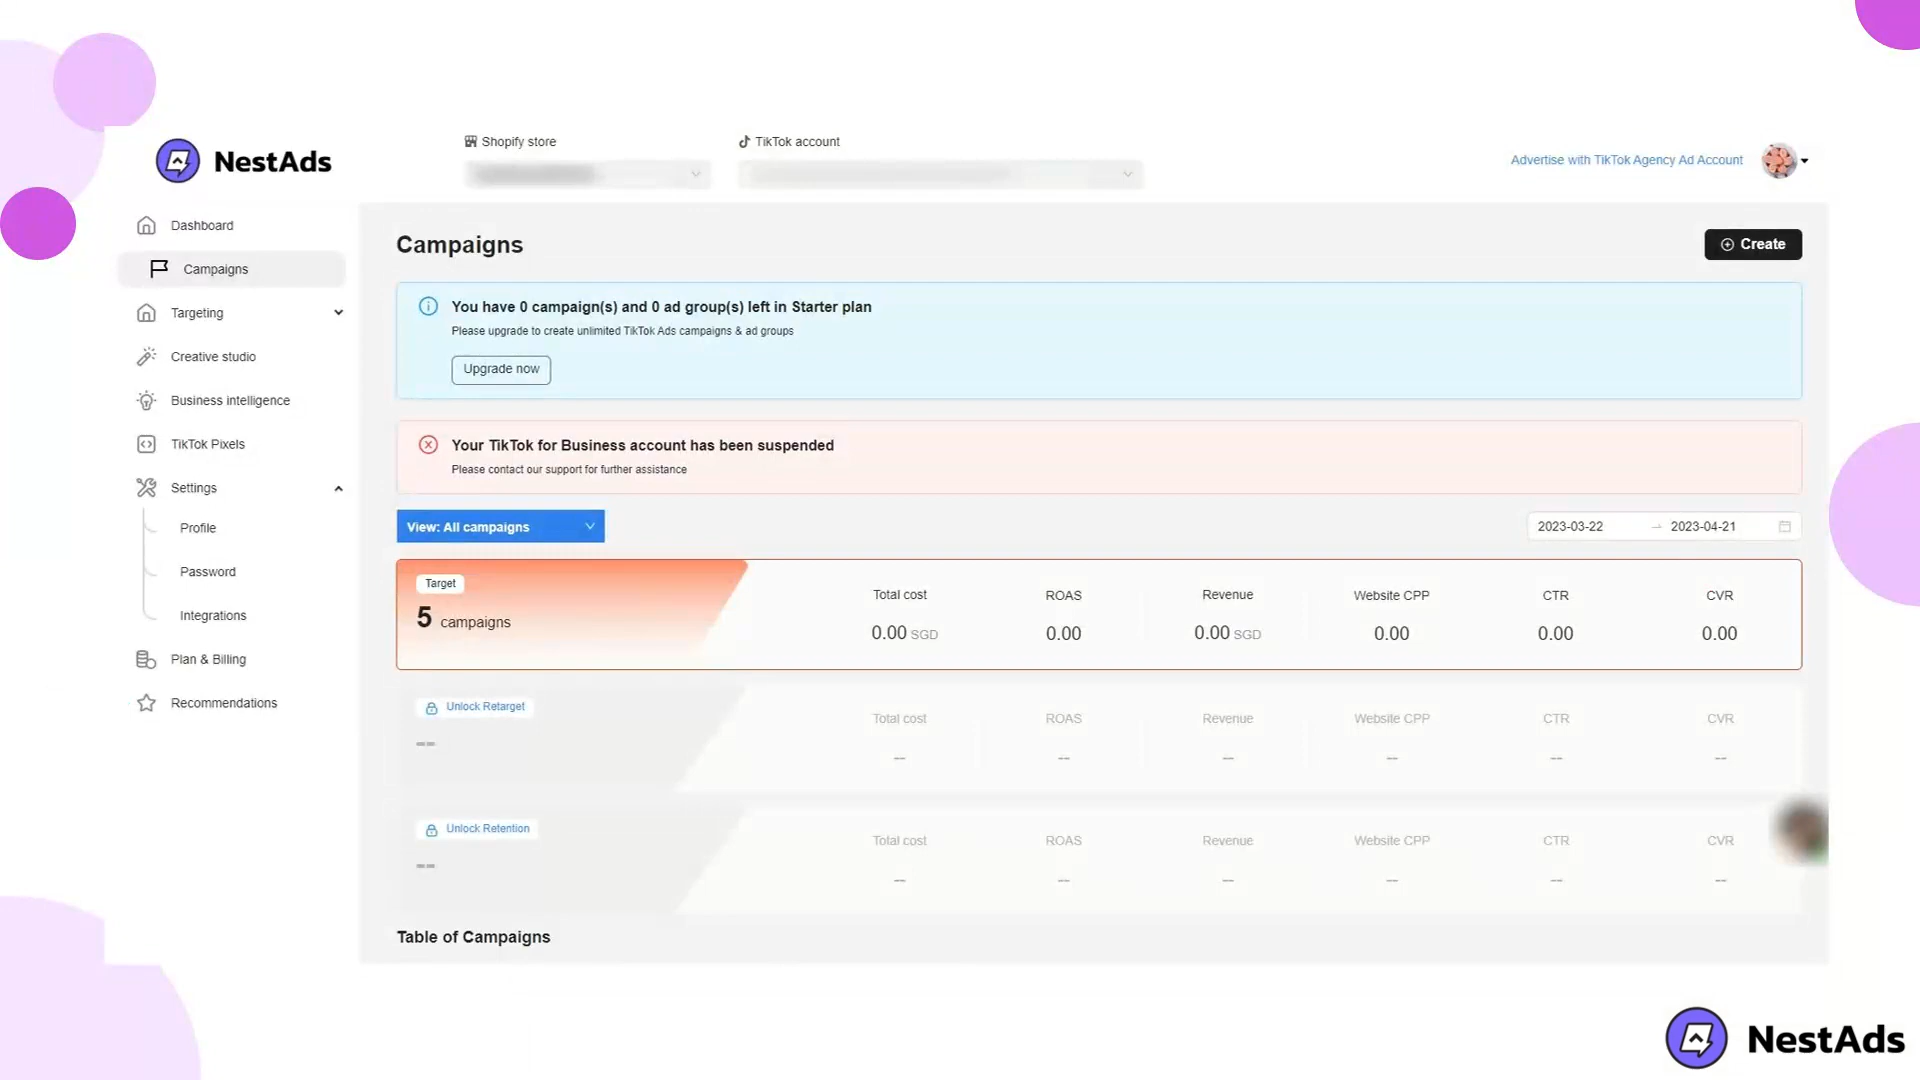 NestAds
Shopify store
TikTok account
Advertise with TikTok Agency Ad Account
Dashboard
Campaigns
Targeting
Creative studio
Business intelligence
TikTok Pixels
Settings
Profile
Password
Integrations
Plan & Billing
Recommendations
Campaigns
Create
You have 0 campaign(s) and 0 ad group(s) left in Starter plan
Please upgrade to create unlimited TikTok Ads campaigns & ad groups
Upgrade now
Your TikTok for Business account has been suspended
Please contact our support for further assistance
View: All campaigns
2023-03-22 → 2023-04-21
Target
5 campaigns
Total cost ROAS Revenue Website CPP CTR CVR
0.00 SGD 0.00 0.00 SGD 0.00 0.00 0.00
Unlock Retarget
Total cost ROAS Revenue Website CPP CTR CVR
-- -- -- -- -- -- --
Unlock Retention
Total cost ROAS Revenue Website CPP CTR CVR
-- -- -- -- -- -- --
Table of Campaigns
NestAds